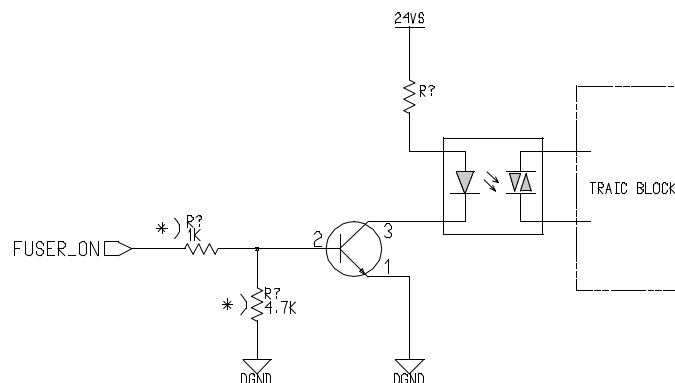 24VS
R?
TRAIC BLOCK
*) R?
1K
FUSER_ON
2
3
1
*) R?
4.7K
DGND
DGND